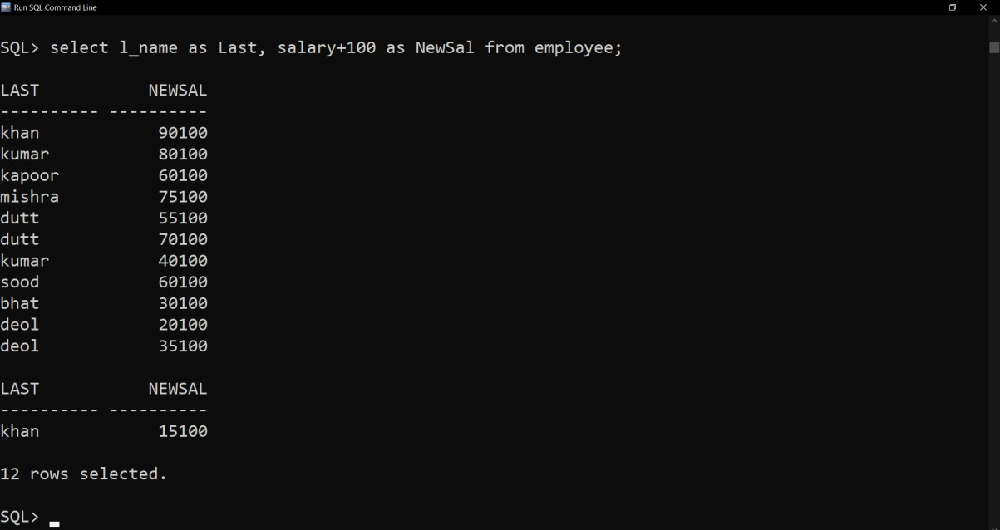 Run SQL Command Line
SQL> select l_name as Last, salary+100 as NewSal from employee;
LAST           NEWSAL
---------- ----------
khan            90100
kumar           80100
kapoor          60100
mishra          75100
dutt            55100
dutt            70100
kumar           40100
sood            60100
bhat            30100
deol            20100
deol            35100
LAST           NEWSAL
---------- ----------
khan            15100
12 rows selected.
SQL>